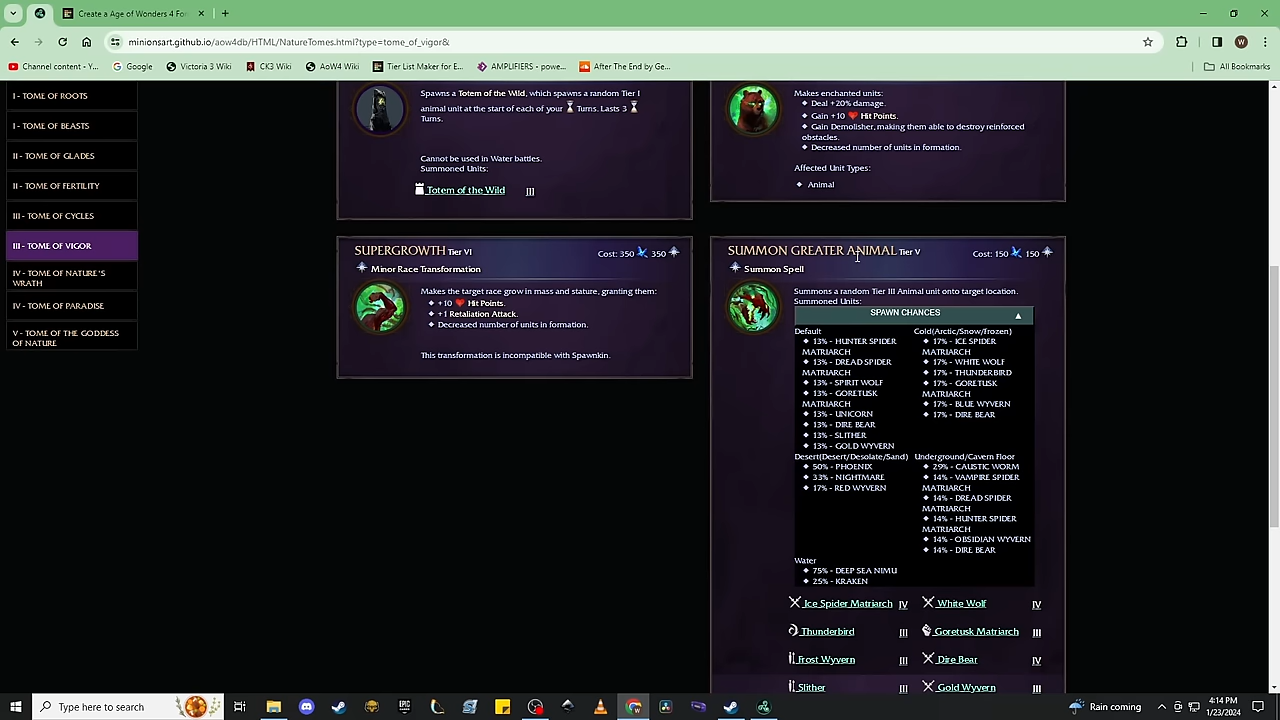 Create a Age of Wonders 4 Fo
minionsart.github.io/aow4db/HTML/NatureTomes.html?type=tome_of_vigor&
W
Channel content - Y...
Google
Victoria 3 Wiki
CK3 Wiki
AoW4 Wiki
Tier List Maker for E...
AMPLIFIERS - powe...
After The End by Ge...
All Bookmarks
I - TOME OF ROOTS
I - TOME OF BEASTS
II - TOME OF GLADES
II - TOME OF FERTILITY
III - TOME OF CYCLES
III - TOME OF VIGOR
IV - TOME OF NATURE'S
WRATH
IV - TOME OF PARADISE
V - TOME OF THE GODDESS
OF NATURE
Spawns a Totem of the Wild, which spawns a random Tier I
animal unit at the start of each of your Turns. Lasts 3
Turns.
Cannot be used in Water battles.
Summoned Units:
Totem of the Wild III
Makes enchanted units:
Deal +20% damage.
Gain +10 Hit Points.
Gain Demolisher, making them able to destroy reinforced
obstacles.
Decreased number of units in formation.
Affected Unit Types:
Animal
SUPERGROWTH Tier VI
Cost: 350 350
Minor Race Transformation
Makes the target race grow in mass and stature, granting them:
+10 Hit Points.
+1 Retaliation Attack.
Decreased number of units in formation.
This transformation is incompatible with Spawnkin.
SUMMON GREATER ANIMAL Tier V
Cost: 150 150
Summon Spell
Summons a random Tier III Animal unit onto target location.
Summoned Units:
SPAWN CHANCES ▲
Default
13% - HUNTER SPIDER
MATRIARCH
13% - DREAD SPIDER
MATRIARCH
13% - SPIRIT WOLF
13% - GORETUSK
MATRIARCH
13% - UNICORN
13% - DIRE BEAR
13% - SLITHER
13% - GOLD WYVERN
Cold(Arctic/Snow/Frozen)
17% - ICE SPIDER
MATRIARCH
17% - WHITE WOLF
17% - THUNDERBIRD
17% - GORETUSK
MATRIARCH
17% - BLUE WYVERN
17% - DIRE BEAR
Desert(Desert/Desolate/Sand)
50% - PHOENIX
33% - NIGHTMARE
17% - RED WYVERN
Underground/Cavern Floor
29% - CAUSTIC WORM
14% - VAMPIRE SPIDER
MATRIARCH
14% - DREAD SPIDER
MATRIARCH
14% - HUNTER SPIDER
MATRIARCH
14% - OBSIDIAN WYVERN
14% - DIRE BEAR
Water
75% - DEEP SEA NIMU
25% - KRAKEN
Ice Spider Matriarch IV
White Wolf IV
Thunderbird III
Goretusk Matriarch III
Frost Wyvern III
Dire Bear IV
Slither III
Gold Wyvern III
Type here to search
Rain coming
4:14 PM
1/23/2024